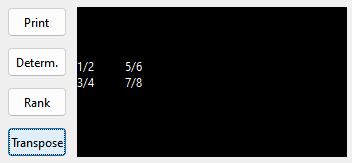 Print
Determ.
1/2 5/6
3/4 7/8
Rank
Transpose